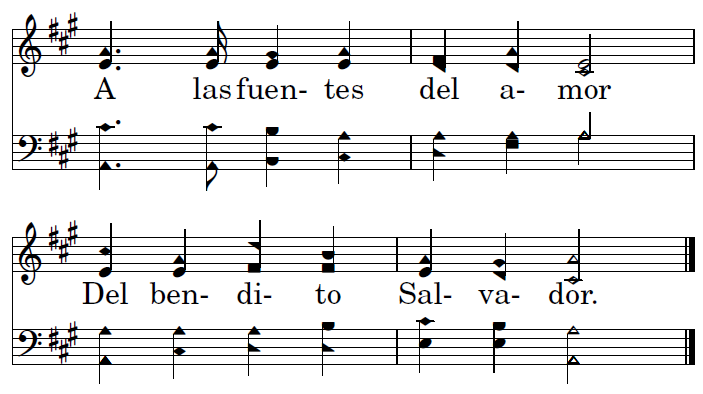 A las fuen- tes del a- mor
Del ben- di- to Sal- va- dor.